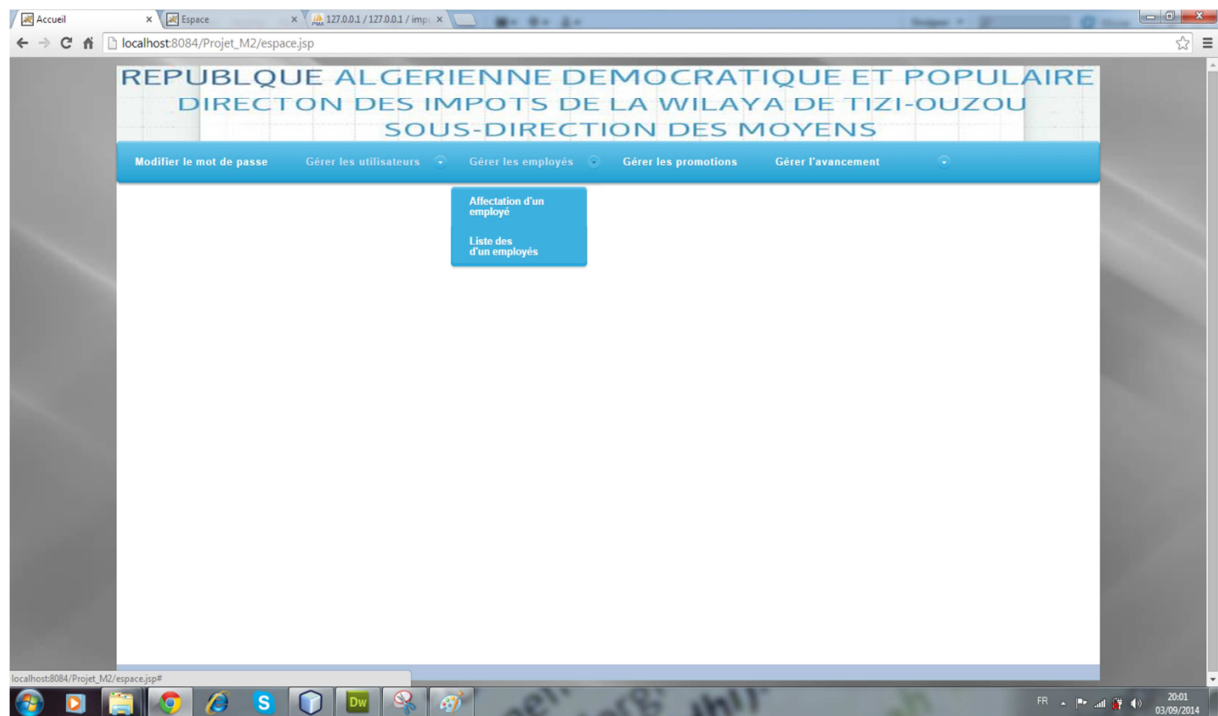 Accueil
Espace
127.0.0.1 / 127.0.0.1 / imp
localhost:8084/Projet_M2/espace.jsp
REPUBLQUE ALGERIENNE DEMOCRATIQUE ET POPULAIRE
DIRECTON DES IMPOTS DE LA WILAYA DE TIZI-OUZOU
SOUS-DIRECTION DES MOYENS
Modifier le mot de passe Gérer les utilisateurs Gérer les employés Gérer les promotions Gérer l'avancement
Affectation d'un
employé
Liste des
d'un employés
localhost:8084/Projet_M2/espace.jsp#
Dw
FR
20:01
03/09/2014